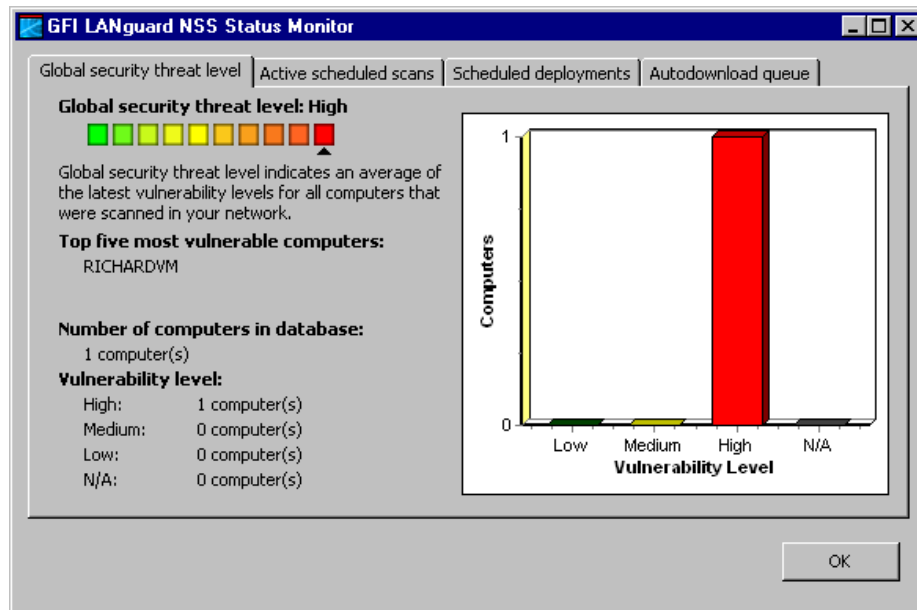 GFI LANguard NSS Status Monitor
Global security threat level
Active scheduled scans
Scheduled deployments
Autodownload queue
Global security threat level: High
Global security threat level indicates an average of
the latest vulnerability levels for all computers that
were scanned in your network.
Top five most vulnerable computers:
RICHARDVM
Number of computers in database:
1 computer(s)
Vulnerability level:
High: 1 computer(s)
Medium: 0 computer(s)
Low: 0 computer(s)
N/A: 0 computer(s)
1
Computers
0
Low Medium High N/A
Vulnerability Level
OK